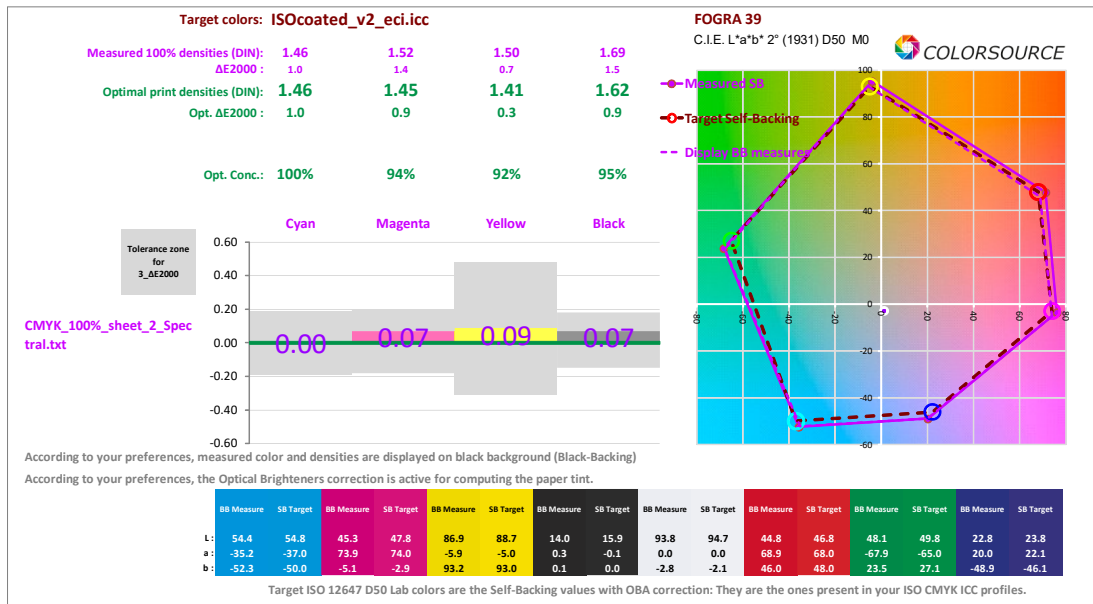 Target colors: ISOcoated_v2_eci.icc
FOGRA 39
C.I.E. L*a*b* 2° (1931) D50 M0
COLORSOURCE
Measured 100% densities (DIN): 1.46 1.52 1.50 1.69
ΔE2000 : 1.0 1.4 0.7 1.5
Optimal print densities (DIN): 1.46 1.45 1.41 1.62
Opt. ΔE2000 : 1.0 0.9 0.3 0.9
Opt. Conc.: 100% 94% 92% 95%
Cyan Magenta Yellow Black
Tolerance zone
for
3_ΔE2000
0.60
0.40
0.20
0.00
-0.20
-0.40
-0.60
CMYK_100%_sheet_2_Spec
tral.txt
0.00 0.07 0.09 0.07
Measured SB
Target Self-Backing
Display BB measures
100
80
60
40
20
0
-20
-40
-60
-80 -60 -40 -20 0 20 40 60 80
According to your preferences, measured color and densities are displayed on black background (Black-Backing)
According to your preferences, the Optical Brighteners correction is active for computing the paper tint.
BB Measure SB Target BB Measure SB Target BB Measure SB Target BB Measure SB Target BB Measure SB Target BB Measure SB Target BB Measure SB Target BB Measure SB Target
L : 54.4 54.8 45.3 47.8 86.9 88.7 14.0 15.9 93.8 94.7 44.8 46.8 48.1 49.8 22.8 23.8
a : -35.2 -37.0 73.9 74.0 -5.9 -5.0 0.3 -0.1 0.0 0.0 68.9 68.0 -67.9 -65.0 20.0 22.1
b : -52.3 -50.0 -5.1 -2.9 93.2 93.0 0.1 0.0 -2.8 -2.1 46.0 48.0 23.5 27.1 -48.9 -46.1
Target ISO 12647 D50 Lab colors are the Self-Backing values with OBA correction: They are the ones present in your ISO CMYK ICC profiles.